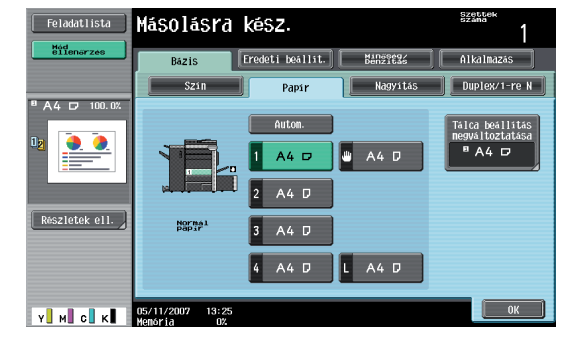 Feladatlista
Másolásra kész.
Szettek
száma
1
Mód
ellenőrzés
Bázis
Eredeti beállít.
Minőség/
Denzitás
Alkalmazás
Szín
Papír
Nagyítás
Duplex/1-re N
A4 100.0%
Autom.
Tálca beállítás
megváltoztatása
A4
1 A4
A4
2 A4
Normál
papír
3 A4
Részletek ell.
4 A4
L A4
OK
Y M C K
05/11/2007 13:25
Memória 0%